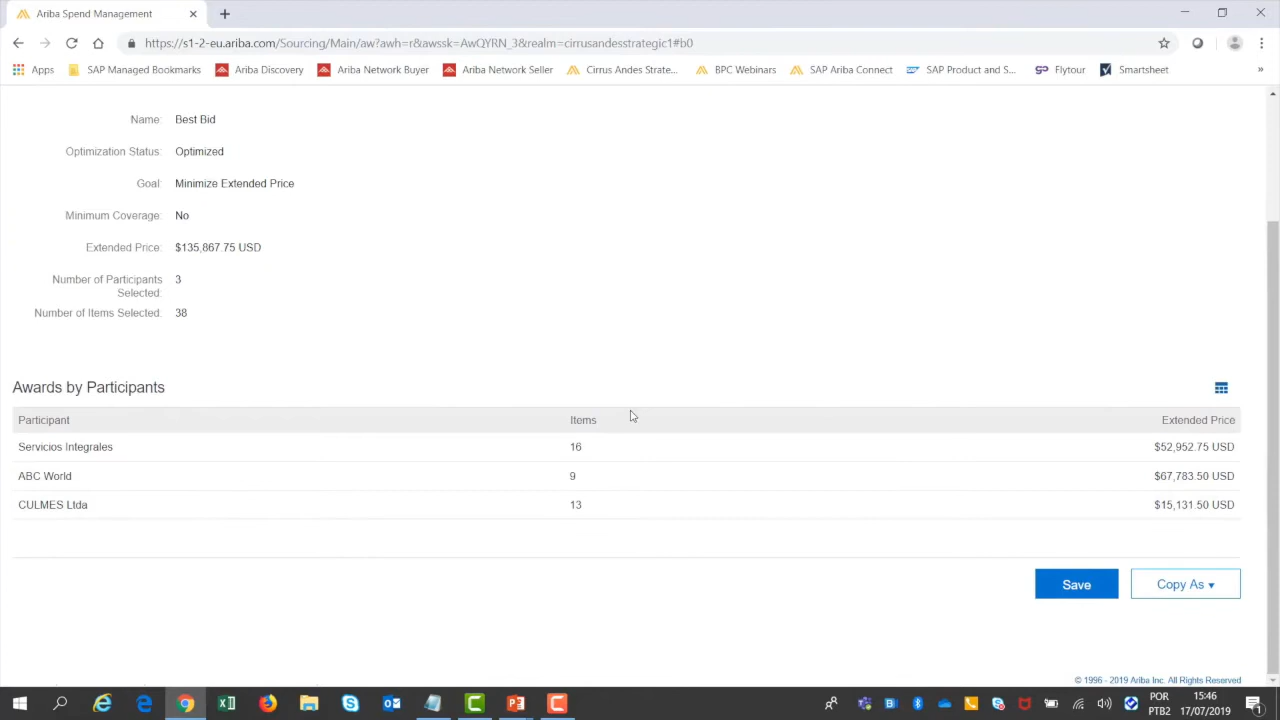 Ariba Spend Management
https://s1-2-eu.ariba.com/Sourcing/Main/aw?awh=r&awssk=AwQYRN_3&realm=cirrusandesstrategic1#b0
Apps SAP Managed Bookmarks Ariba Discovery Ariba Network Buyer Ariba Network Seller Cirrus Andes Strate... BPC Webinars SAP Ariba Connect SAP Product and S... Flytour Smartsheet »
Name: Best Bid
Optimization Status: Optimized
Goal: Minimize Extended Price
Minimum Coverage: No
Extended Price: $135,867.75 USD
Number of Participants 3
Selected:
Number of Items Selected: 38
Awards by Participants
Participant Items Extended Price
Servicios Integrales 16 $52,952.75 USD
ABC World 9 $67,783.50 USD
CULMES Ltda 13 $15,131.50 USD
Save Copy As
© 1996 - 2019 Ariba Inc. All Rights Reserved
POR 15:46
PTB2 17/07/2019 1